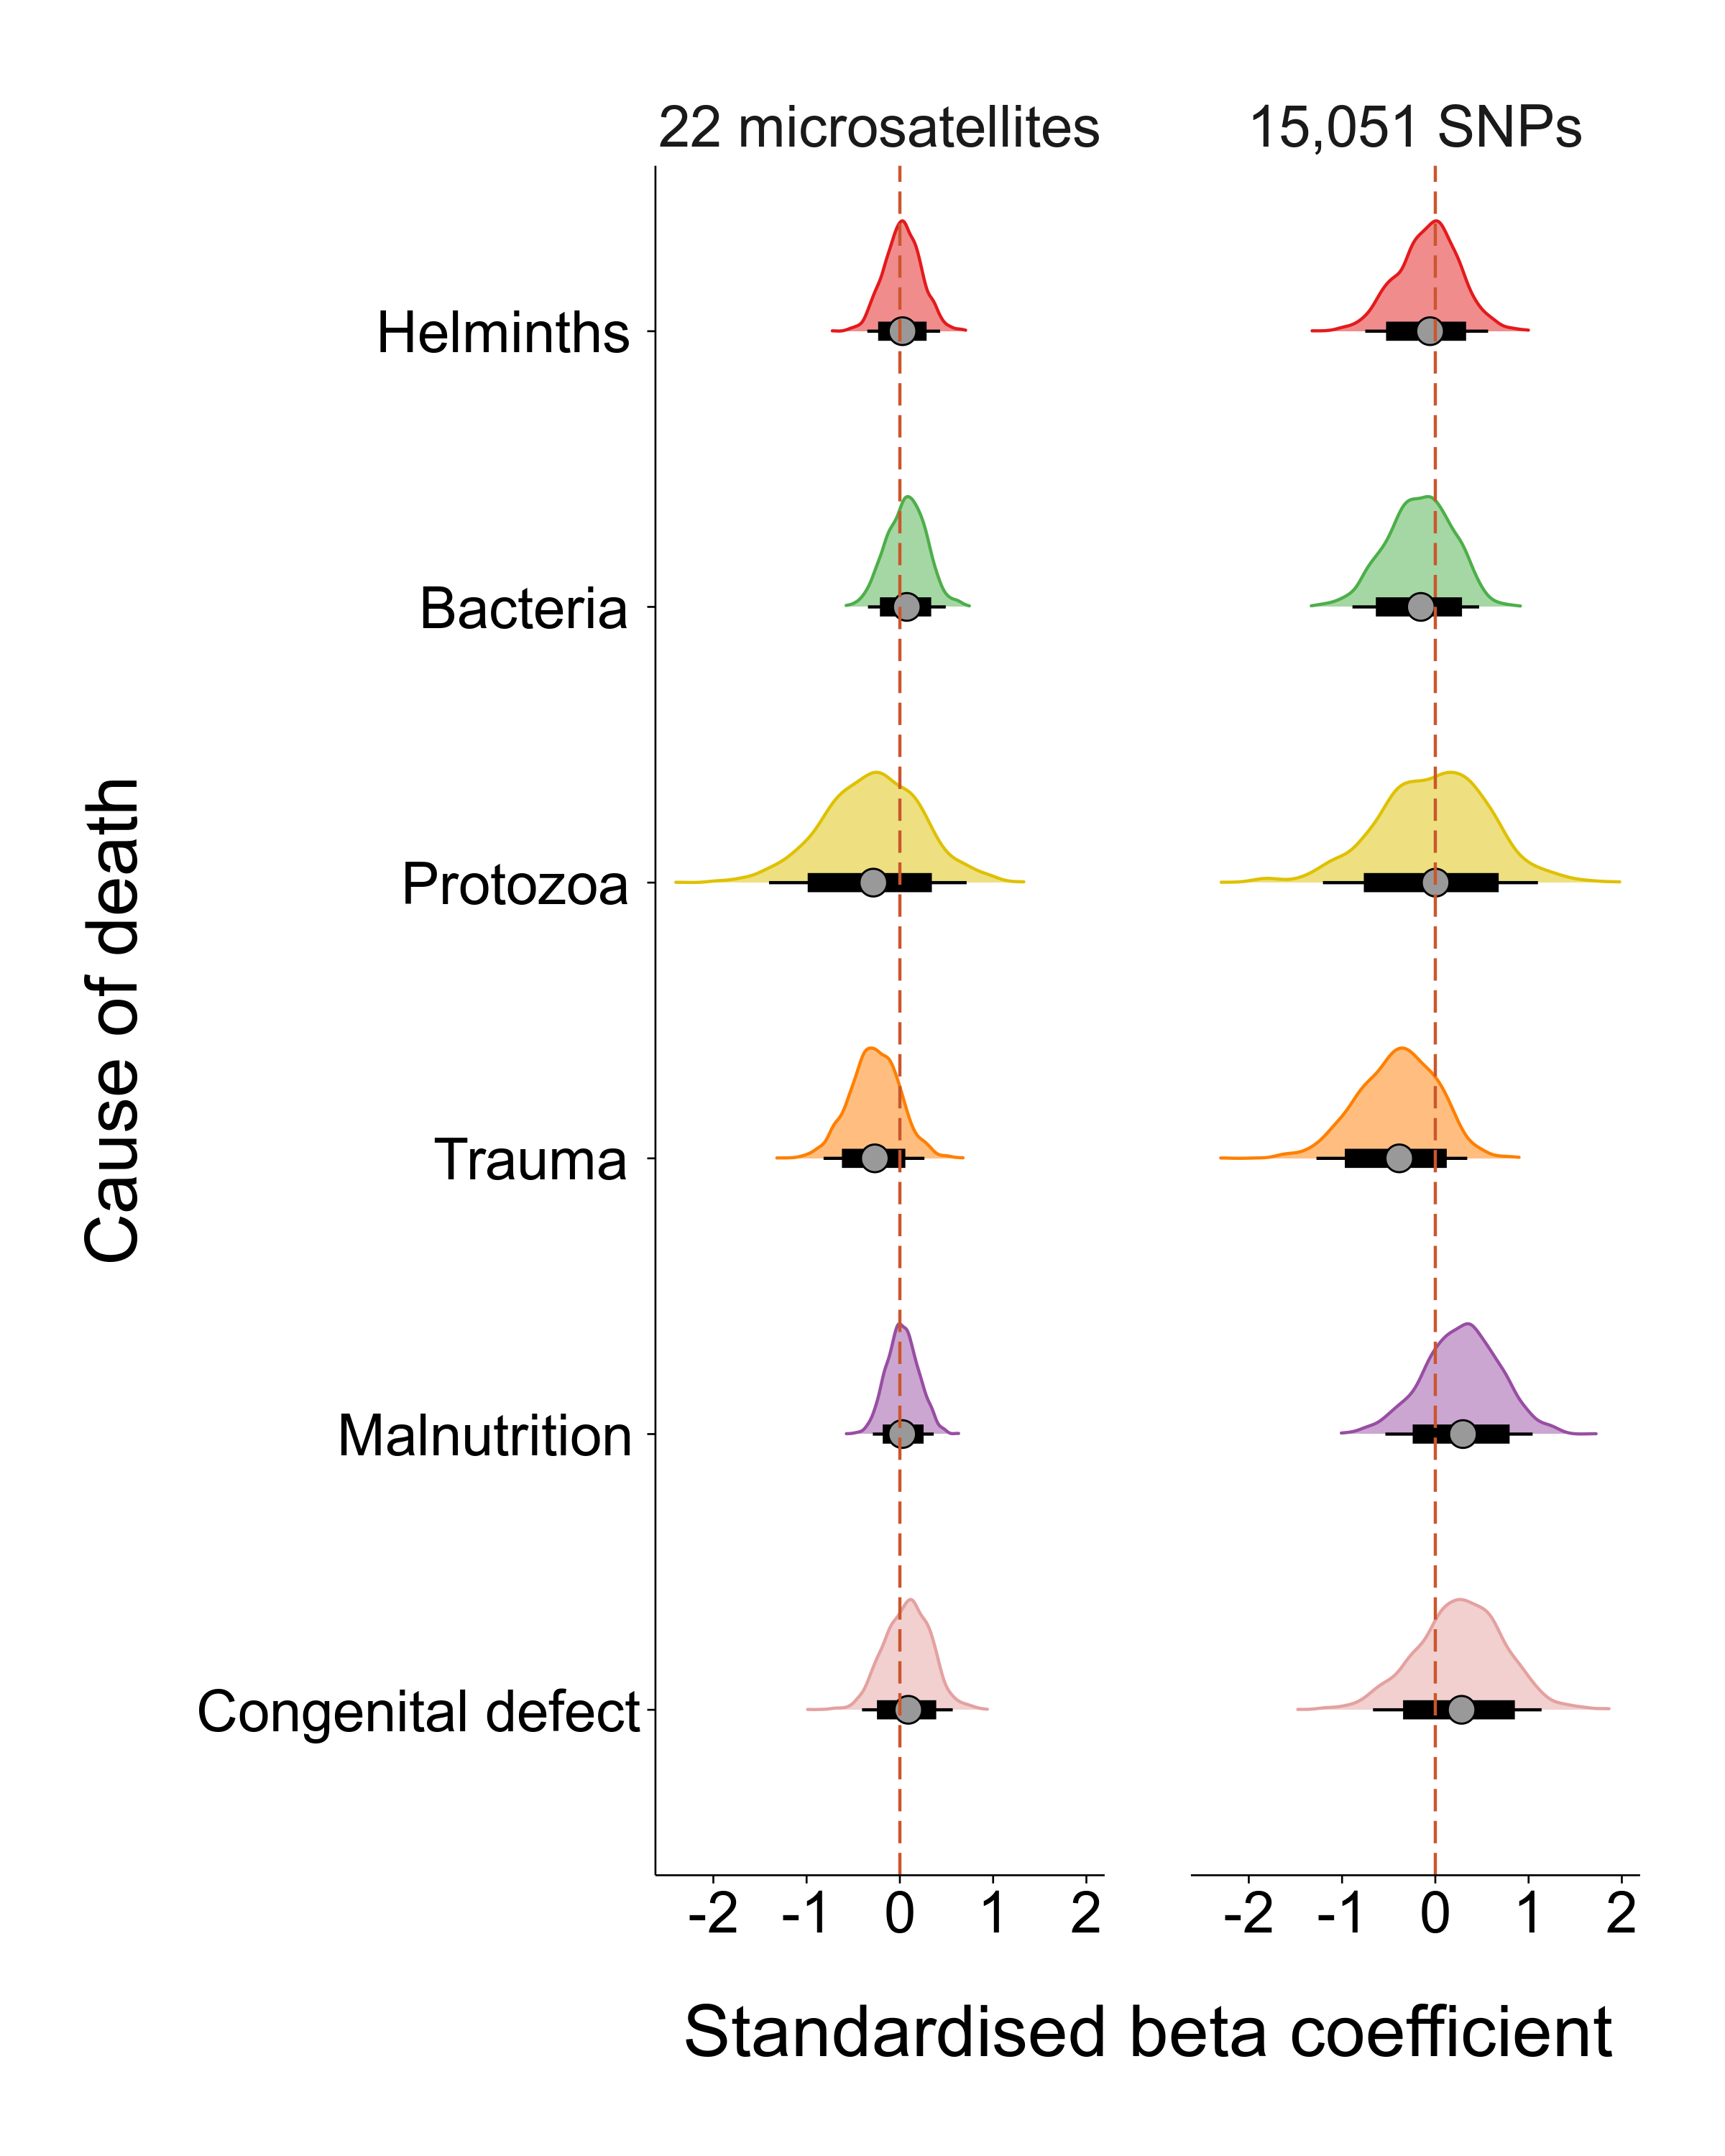 22 microsatellites
15,051 SNPs
Cause of death
Helminths
Bacteria
Protozoa
Trauma
Malnutrition
Congenital defect
-2 -1 0 1 2
-2 -1 0 1 2
Standardised beta coefficient